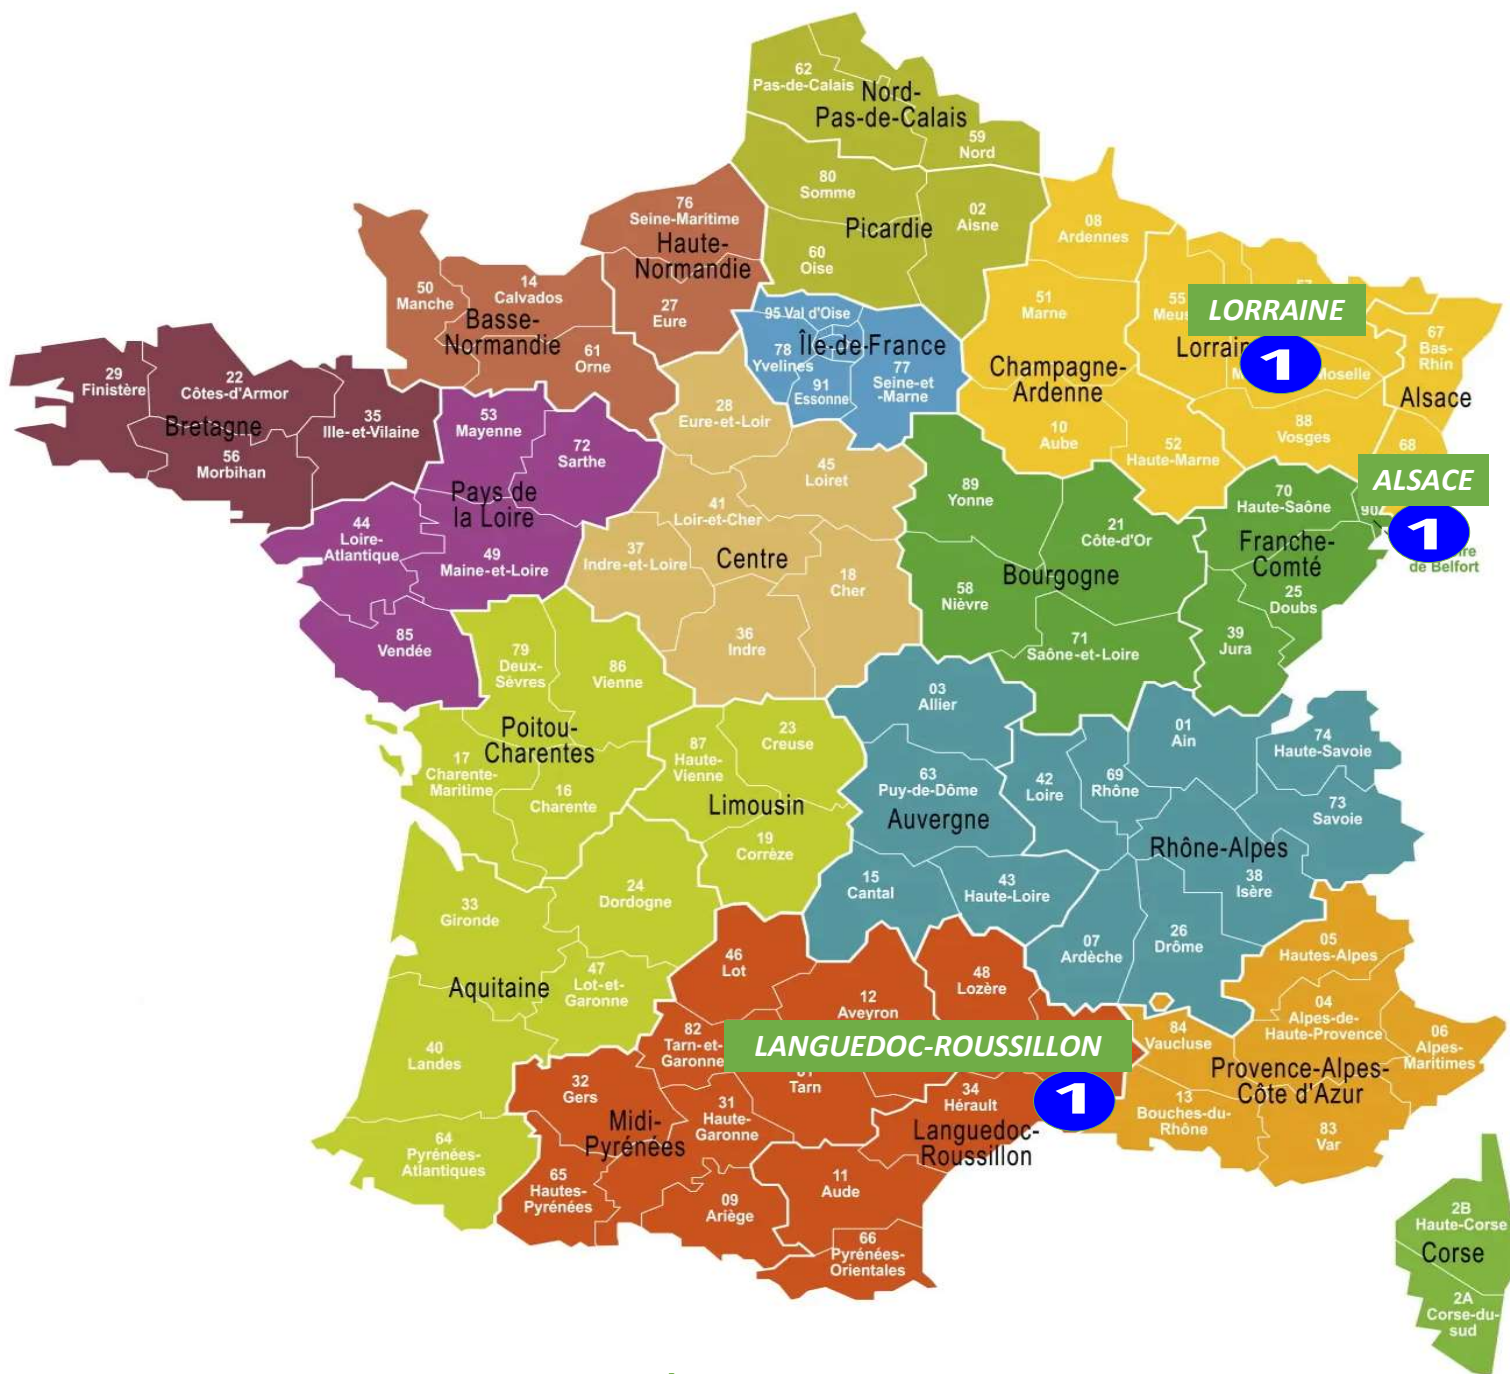 62
Pas-de-Calais
Nord-
Pas-de-Calais
59
Nord
80
Somme
02
Aisne
Picardie
60
Oise
76
Seine-Maritime
Haute-
Normandie
27
Eure
50
Manche
14
Calvados
Basse-
Normandie
61
Orne
08
Ardennes
51
Marne
Champagne-
Ardenne
10
Aube
52
Haute-Marne
55
LORRAINE
1
88
Vosges
67
Bas-
Rhin
Alsace
68
ALSACE
1
90
de Belfort
95 Val d'Oise
Île-de-France
78
Yvelines
91
Essonne
77
Seine-et
-Marne
29
Finistère
22
Côtes-d'Armor
35
Ille-et-Vilaine
Bretagne
56
Morbihan
53
Mayenne
72
Sarthe
Pays de
la Loire
44
Loire-
Atlantique
49
Maine-et-Loire
85
Vendée
28
Eure-et-Loir
45
Loiret
41
Loir-et-Cher
37
Indre-et-Loire
Centre
18
Cher
36
Indre
89
Yonne
21
Côte-d'Or
Bourgogne
58
Nièvre
71
Saône-et-Loire
70
Haute-Saône
Franche-
Comté
25
Doubs
39
Jura
79
Deux-
Sèvres
86
Vienne
Poitou-
Charentes
17
Charente-
Maritime
16
Charente
87
Haute-
Vienne
23
Creuse
Limousin
19
Corrèze
03
Allier
63
Puy-de-Dôme
Auvergne
15
Cantal
43
Haute-Loire
01
Ain
42
Loire
69
Rhône
74
Haute-Savoie
73
Savoie
Rhône-Alpes
38
Isère
07
Ardèche
26
Drôme
24
Dordogne
33
Gironde
Aquitaine
47
Lot-et-
Garonne
40
Landes
64
Pyrénées-
Atlantiques
46
Lot
12
Aveyron
48
Lozère
82
Tarn-et-
Garonne
LANGUEDOC-ROUSSILLON
1
Tarn
32
Gers
31
Haute-
Garonne
Midi-
Pyrénées
65
Hautes-
Pyrénées
09
Ariège
34
Hérault
Languedoc-
Roussillon
11
Aude
66
Pyrénées-
Orientales
05
Hautes-Alpes
04
Alpes-de-
Haute-Provence
06
Alpes-
Maritimes
84
Vaucluse
Provence-Alpes-
Côte d'Azur
13
Bouches-du-
Rhône
83
Var
2B
Haute-Corse
Corse
2A
Corse-du-
sud